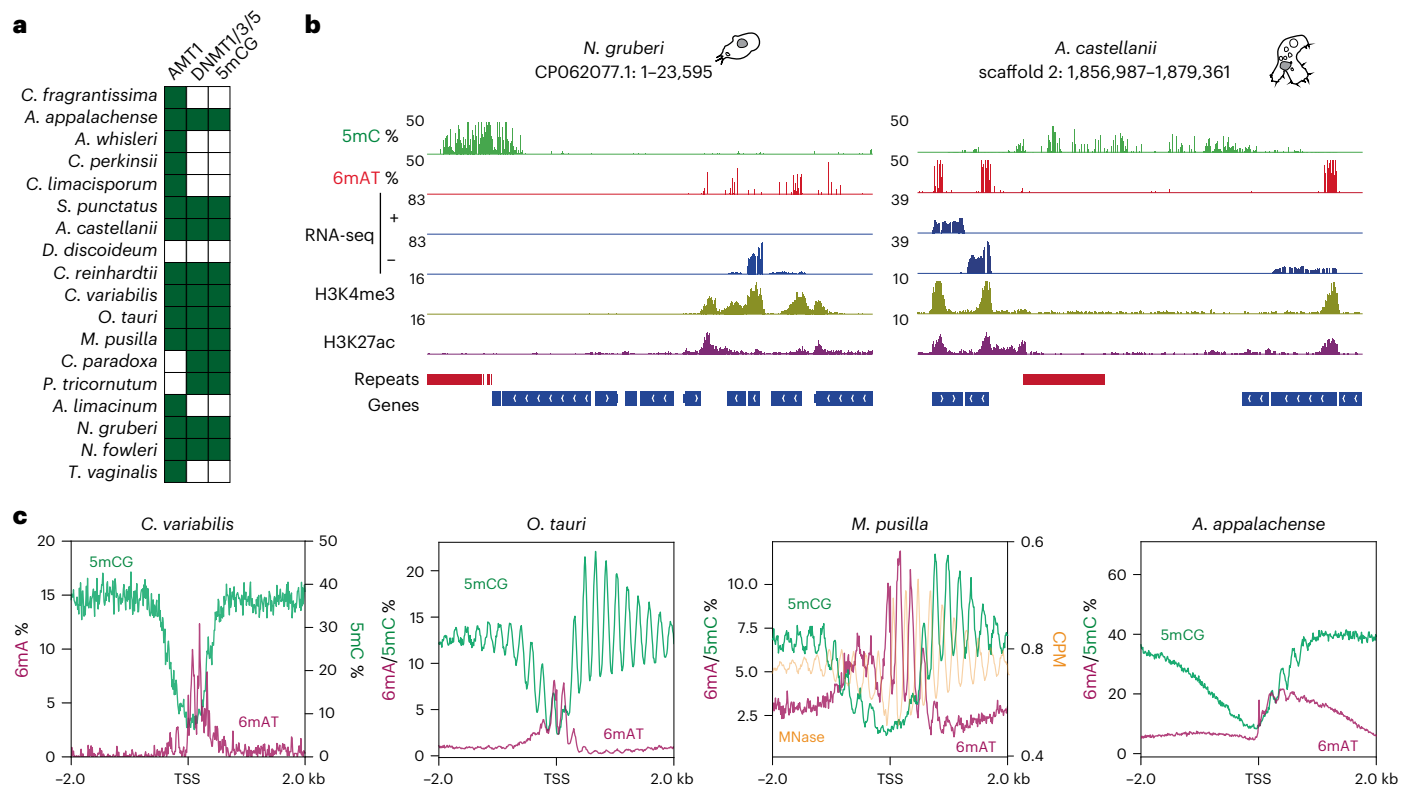 a
AMT1
DNMT1/3/5
5mCG
C. fragrantissima
A. appalachense
A. whisleri
C. perkinsii
C. limacisporum
S. punctatus
A. castellanii
D. discoideum
C. reinhardtii
C. variabilis
O. tauri
M. pusilla
C. paradoxa
P. tricornutum
A. limacinum
N. gruberi
N. fowleri
T. vaginalis
b
N. gruberi
CP062077.1: 1–23,595
A. castellanii
scaffold 2: 1,856,987–1,879,361
5mC %
50
50
6mAT %
50
50
RNA-seq
+
83
39
–
83
39
H3K4me3
16
10
H3K27ac
16
10
Repeats
Genes
c
C. variabilis
20
15
10
5
0
6mA %
50
40
30
20
10
0
5mC %
5mCG
6mAT
–2.0
TSS
2.0 kb
O. tauri
20
15
10
5
0
6mA/5mC %
5mCG
6mAT
–2.0
TSS
2.0 kb
M. pusilla
10.0
7.5
5.0
2.5
6mA/5mC %
0.6
0.8
0.4
CPM
5mCG
MNase
6mAT
–2.0
TSS
2.0 kb
A. appalachense
60
40
20
0
6mA/5mC %
5mCG
6mAT
–2.0
TSS
2.0 kb